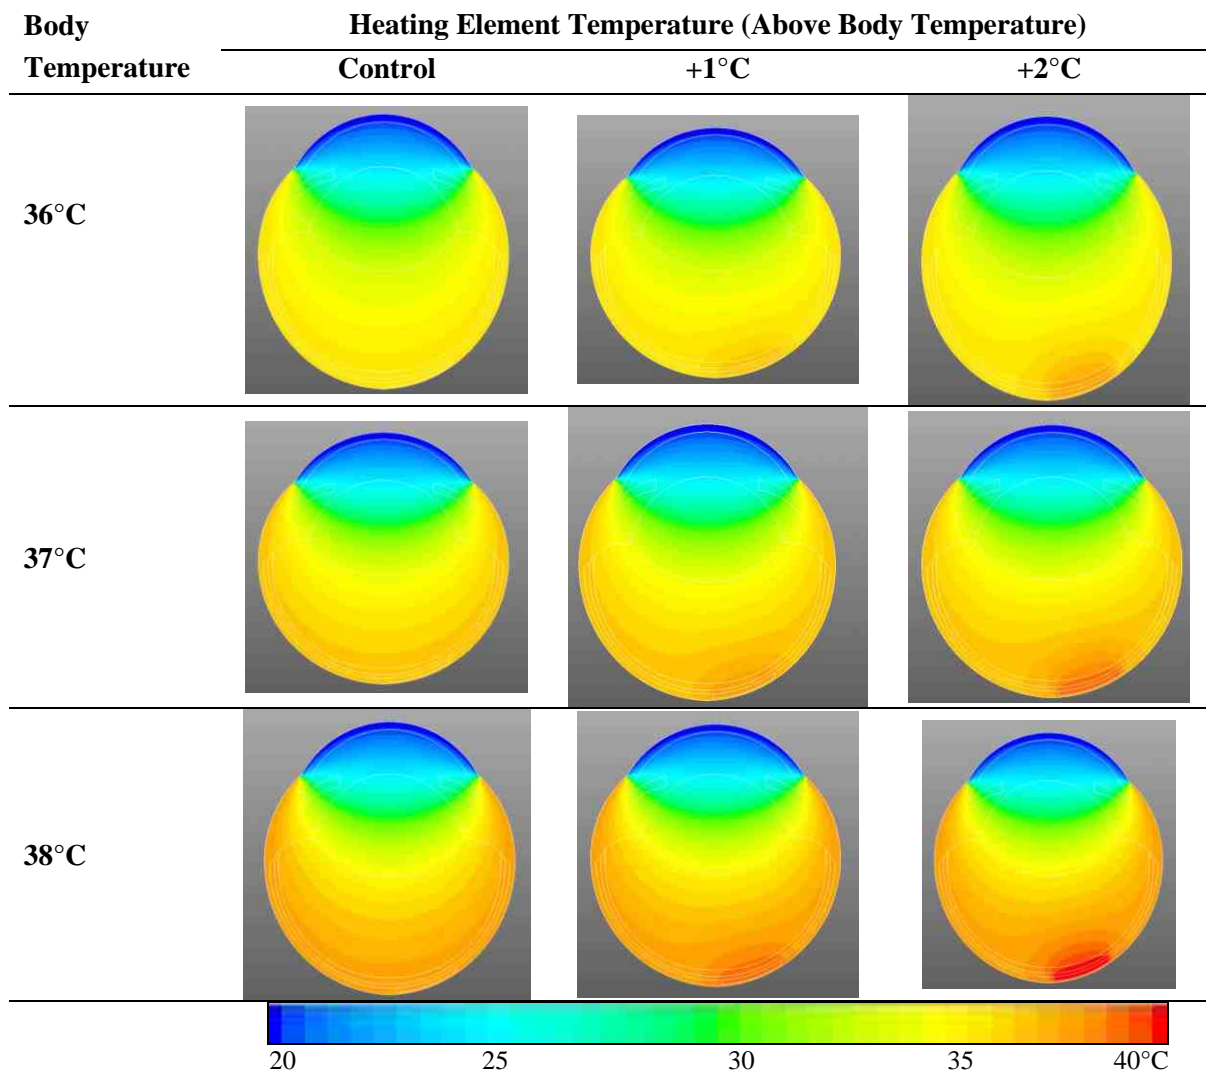 Body Temperature
Heating Element Temperature (Above Body Temperature)
Control +1°C +2°C
36°C
37°C
38°C
20 25 30 35 40°C